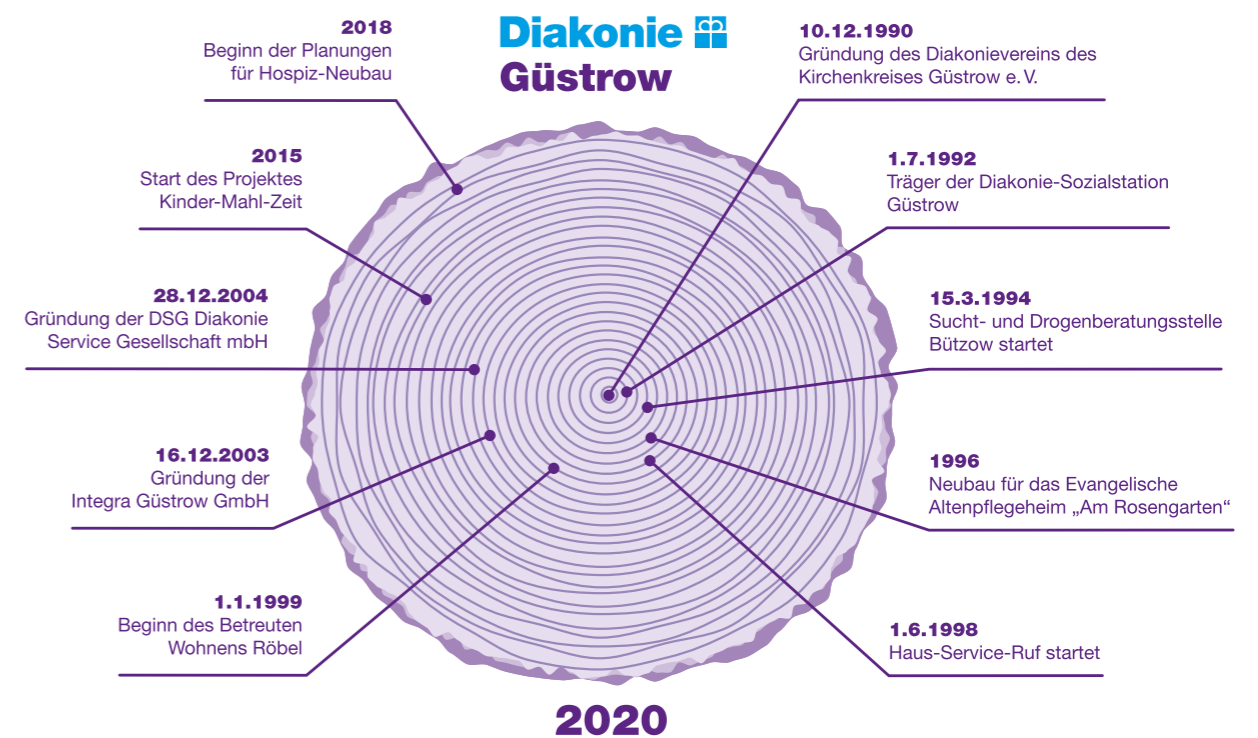 Diakonie
Güstrow
10.12.1990
Gründung des Diakonievereins des
Kirchenkreises Güstrow e. V.
1.7.1992
Träger der Diakonie-Sozialstation
Güstrow
15.3.1994
Sucht- und Drogenberatungsstelle
Bützow startet
1996
Neubau für das Evangelische
Altenpflegeheim „Am Rosengarten“
1.6.1998
Haus-Service-Ruf startet
1.1.1999
Beginn des Betreuten
Wohnens Röbel
16.12.2003
Gründung der
Integra Güstrow GmbH
28.12.2004
Gründung der DSG Diakonie
Service Gesellschaft mbH
2015
Start des Projektes
Kinder-Mahl-Zeit
2018
Beginn der Planungen
für Hospiz-Neubau
2020